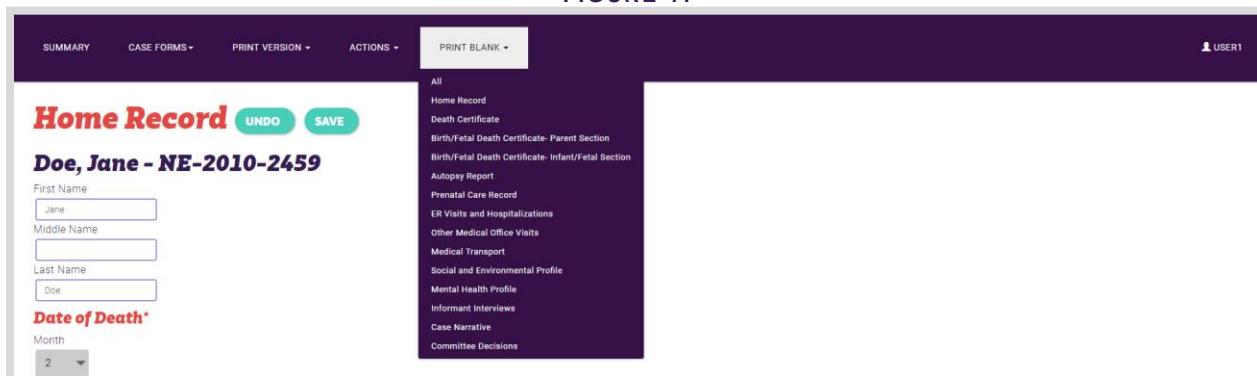 SUMMARY CASE FORMS PRINT VERSION ACTIONS PRINT BLANK USER1
All
Home Record
Death Certificate
Birth/Fetal Death Certificate- Parent Section
Birth/Fetal Death Certificate- Infant/Fetal Section
Autopsy Report
Prenatal Care Record
ER Visits and Hospitalizations
Other Medical Office Visits
Medical Transport
Social and Environmental Profile
Mental Health Profile
Informant Interviews
Case Narrative
Committee Decisions
Home Record UNDO SAVE
Doe, Jane - NE-2010-2459
First Name
Jane
Middle Name
Last Name
Doe
Date of Death*
Month
2